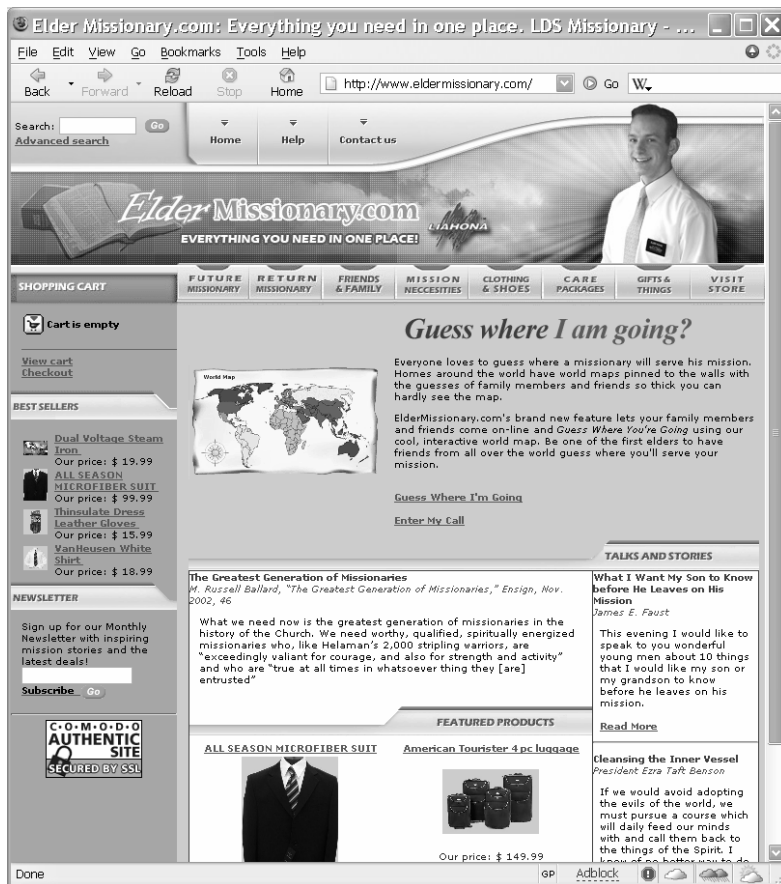 Elder Missionary.com: Everything you need in one place. LDS Missionary - ...
File Edit View Go Bookmarks Tools Help
Back Forward Reload Stop Home http://www.eldermissionary.com/ Go W
Search: Go
Advanced search
Home Help Contact us
Elder Missionary.com
LIAHONA
EVERYTHING YOU NEED IN ONE PLACE!
SHOPPING CART
FUTURE MISSIONARY
RETURN MISSIONARY
FRIENDS & FAMILY
MISSION NECCESITIES
CLOTHING & SHOES
CARE PACKAGES
GIFTS & THINGS
VISIT STORE
Cart is empty
View cart
Checkout
BEST SELLERS
Dual Voltage Steam
Iron
Our price: $ 19.99
ALL SEASON
MICROFIBER SUIT
Our price: $ 99.99
Thinsulate Dress
Leather Gloves
Our price: $ 15.99
VanHeusen White
Shirt
Our price: $ 18.99
NEWSLETTER
Sign up for our Monthly
Newsletter with inspiring
mission stories and the
latest deals!
Subscribe Go
COMODO
AUTHENTIC
SITE
SECURED BY SSL
Guess where I am going?
World Map
Everyone loves to guess where a missionary will serve his mission.
Homes around the world have world maps pinned to the walls with
the guesses of family members and friends so thick you can
hardly see the map.
ElderMissionary.com's brand new feature lets your family members
and friends come on-line and Guess Where You're Going using our
cool, interactive world map. Be one of the first elders to have
friends from all over the world guess where you'll serve your
mission.
Guess Where I'm Going
Enter My Call
The Greatest Generation of Missionaries
M. Russell Ballard, "The Greatest Generation of Missionaries," Ensign, Nov.
2002, 46
What we need now is the greatest generation of missionaries in the
history of the Church. We need worthy, qualified, spiritually energized
missionaries who, like Helaman's 2,000 stripling warriors, are
"exceedingly valiant for courage, and also for strength and activity"
and who are "true at all times in whatsoever thing they [are]
entrusted"
FEATURED PRODUCTS
ALL SEASON MICROFIBER SUIT
American Tourister 4 pc luggage
Our price: $ 149.99
TALKS AND STORIES
What I Want My Son to Know
before He Leaves on His
Mission
James E. Faust
This evening I would like to
speak to you wonderful
young men about 10 things
that I would like my son or
my grandson to know
before he leaves on his
mission.
Read More
Cleansing the Inner Vessel
President Ezra Taft Benson
If we would avoid adopting
the evils of the world, we
must pursue a course which
will daily feed our minds
with and call them back to
the things of the Spirit. I
know of no better way to do
Done GP Adblock